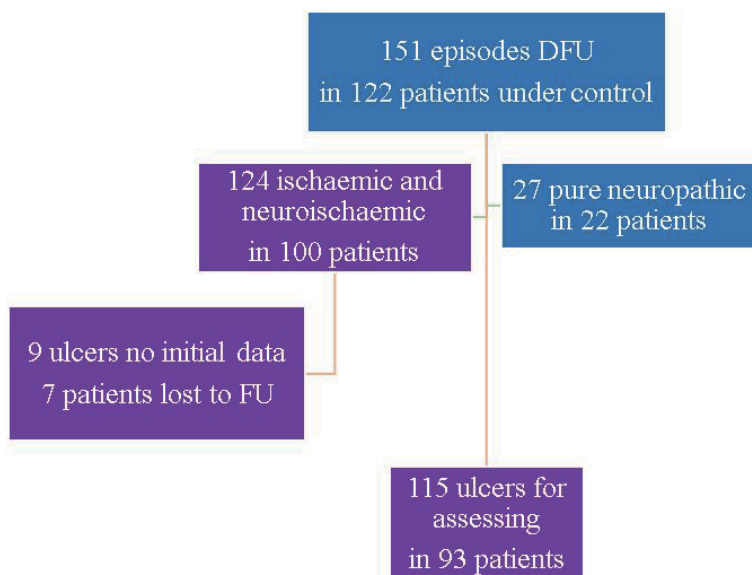 151 episodes DFU
in 122 patients under control
124 ischaemic and
neuroischaemic
in 100 patients
27 pure neuropathic
in 22 patients
9 ulcers no initial data
7 patients lost to FU
115 ulcers for
assessing
in 93 patients